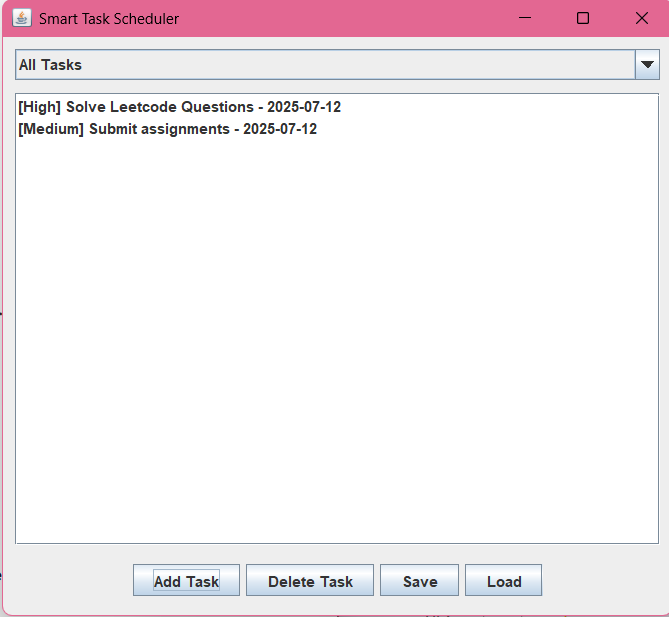 Smart Task Scheduler
All Tasks
[High] Solve Leetcode Questions - 2025-07-12
[Medium] Submit assignments - 2025-07-12
Add Task Delete Task Save Load